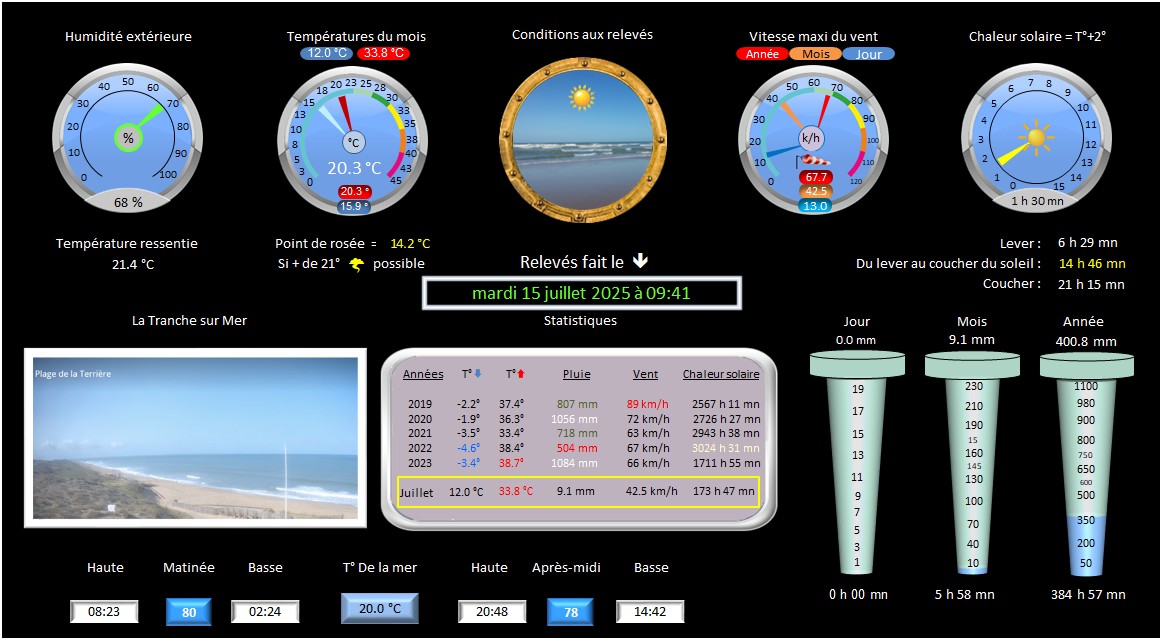 Humidité extérieure
Températures du mois
12.0 °C 33.8 °C
Conditions aux relevés
Vitesse maxi du vent
Année Mois Jour
Chaleur solaire = T°+2°
0 10 20 30 40 50 60 70 80 90 100
%
68 %
0 3 5 8 10 13 15 18 20 23 25 28 30 33 35 38 40 43 45
°C
20.3 °C
20.3 °
15.9 °
0 10 20 30 40 50 60 70 80 90 100 110 120
k/h
67.7
42.5
13.0
0 1 2 3 4 5 6 7 8 9 10 11 12 13 14 15
1 h 30 mn
Température ressentie
21.4 °C
Point de rosée = 14.2 °C
Si + de 21° possible
Relevés fait le
mardi 15 juillet 2025 à 09:41
Lever : 6 h 29 mn
Du lever au coucher du soleil : 14 h 46 mn
Coucher : 21 h 15 mn
La Tranche sur Mer
Plage de la Terrière
Statistiques
Années T° T° Pluie Vent Chaleur solaire
2019 -2.2° 37.4° 807 mm 89 km/h 2567 h 11 mn
2020 -1.9° 36.3° 1056 mm 72 km/h 2726 h 27 mn
2021 -3.5° 33.4° 718 mm 63 km/h 2943 h 38 mn
2022 -4.6° 38.4° 504 mm 67 km/h 3024 h 31 mn
2023 -3.4° 38.7° 1084 mm 66 km/h 1711 h 55 mn
Juillet 12.0 °C 33.8 °C 9.1 mm 42.5 km/h 173 h 47 mn
Jour
0.0 mm
19
17
15
13
11
9
7
5
3
1
0 h 00 mn
Mois
9.1 mm
230
210
190
15
160
145
130
100
70
40
10
5 h 58 mn
Année
400.8 mm
1100
980
900
800
750
650
600
500
350
200
50
384 h 57 mn
Haute Matinée Basse
08:23 80 02:24
T° De la mer
20.0 °C
Haute Après-midi Basse
20:48 78 14:42